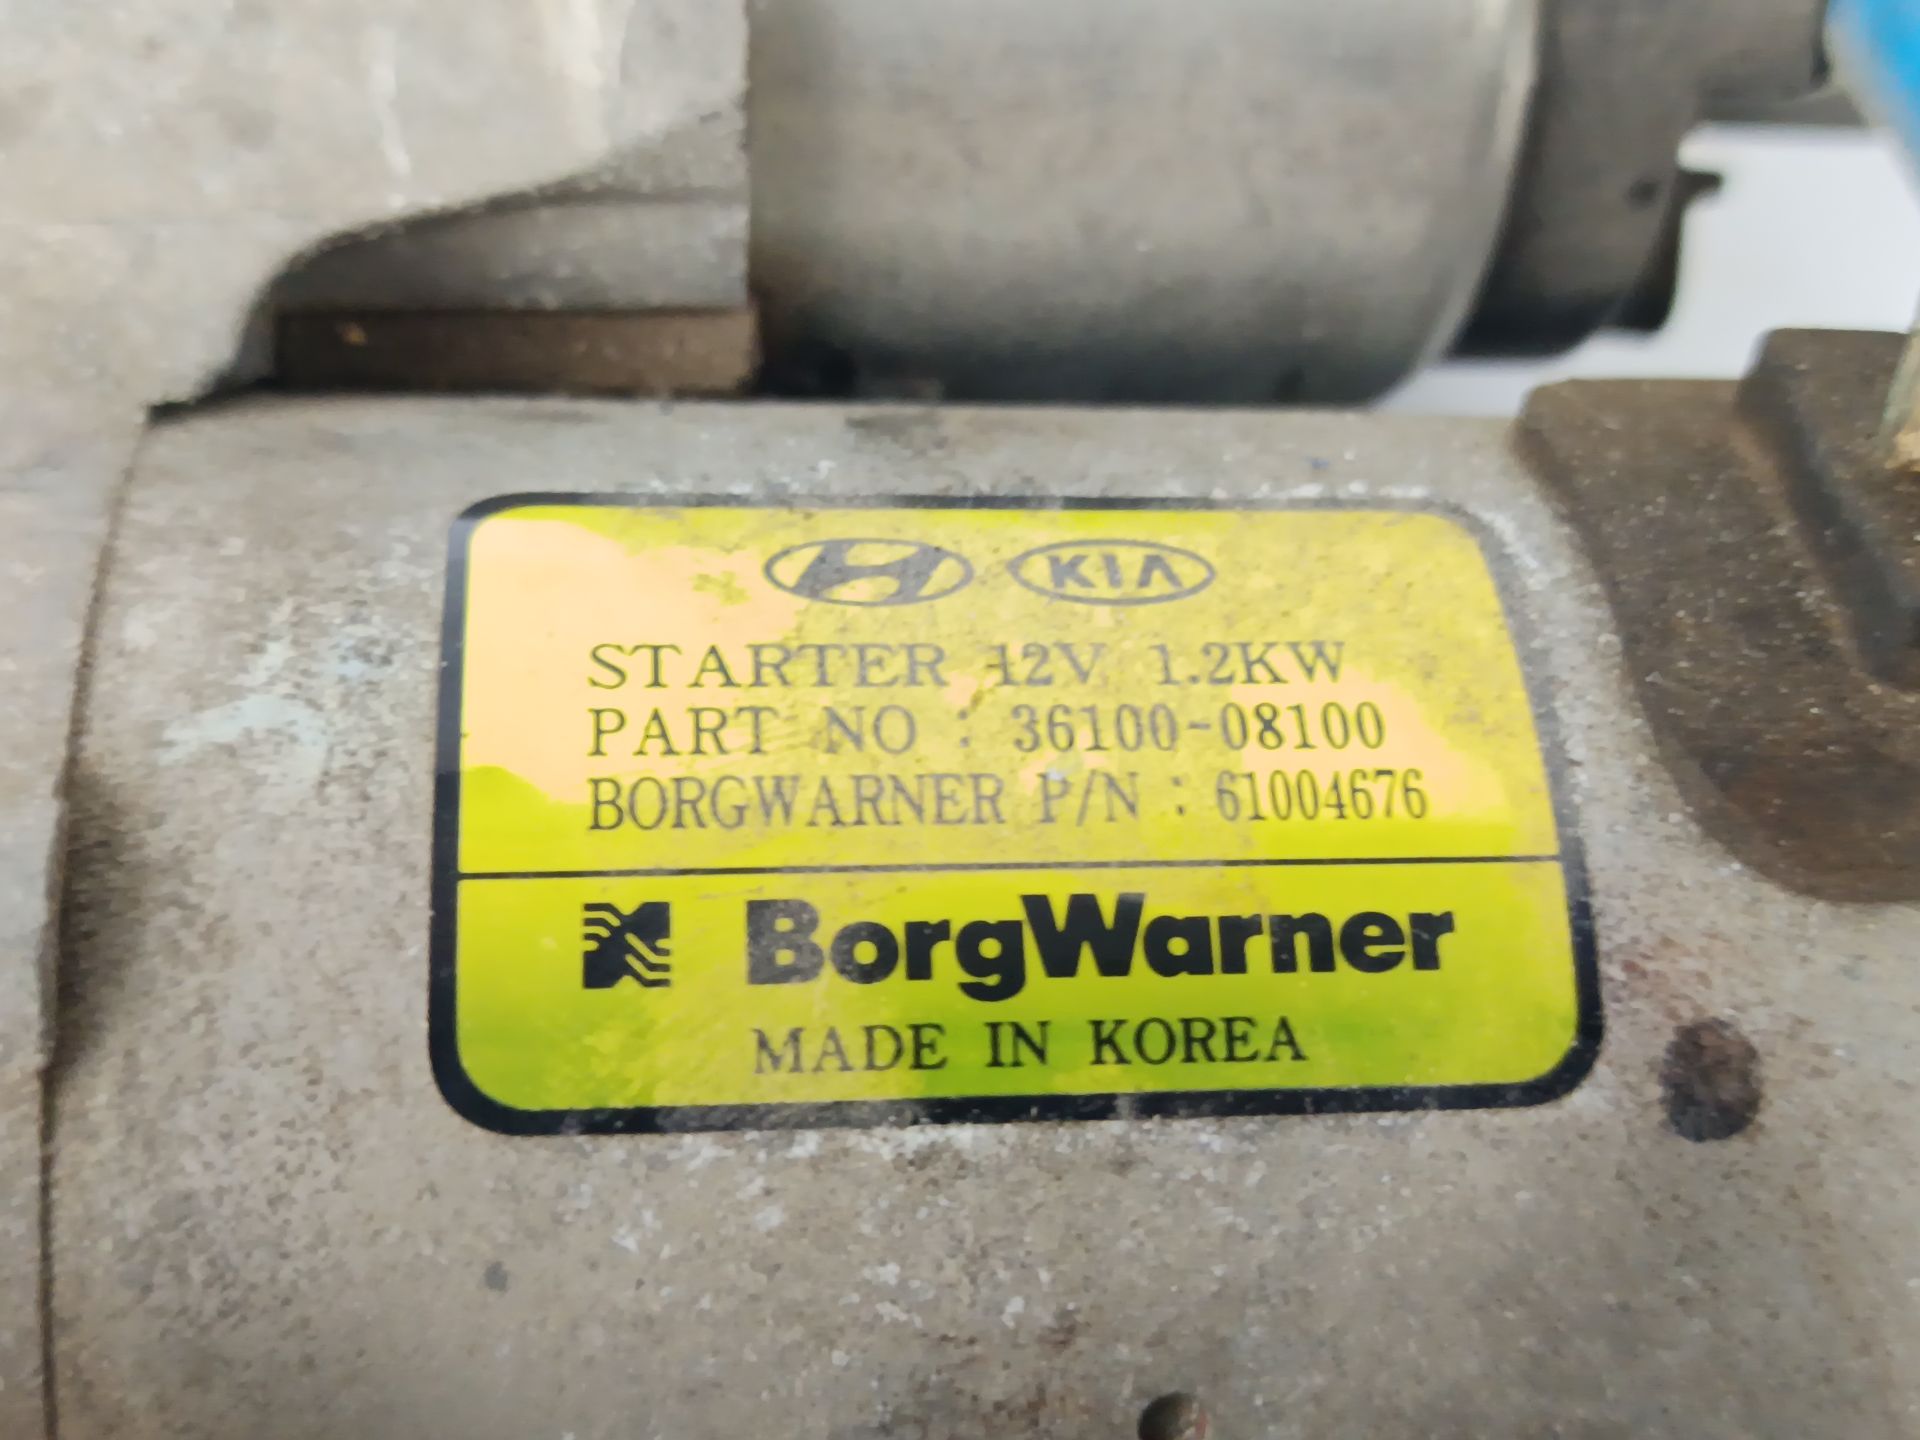 KIA
STARTER 12V 1.2KW
PART NO : 36100-08100
BORGWARNER P/N : 61004676
BorgWarner
MADE IN KOREA